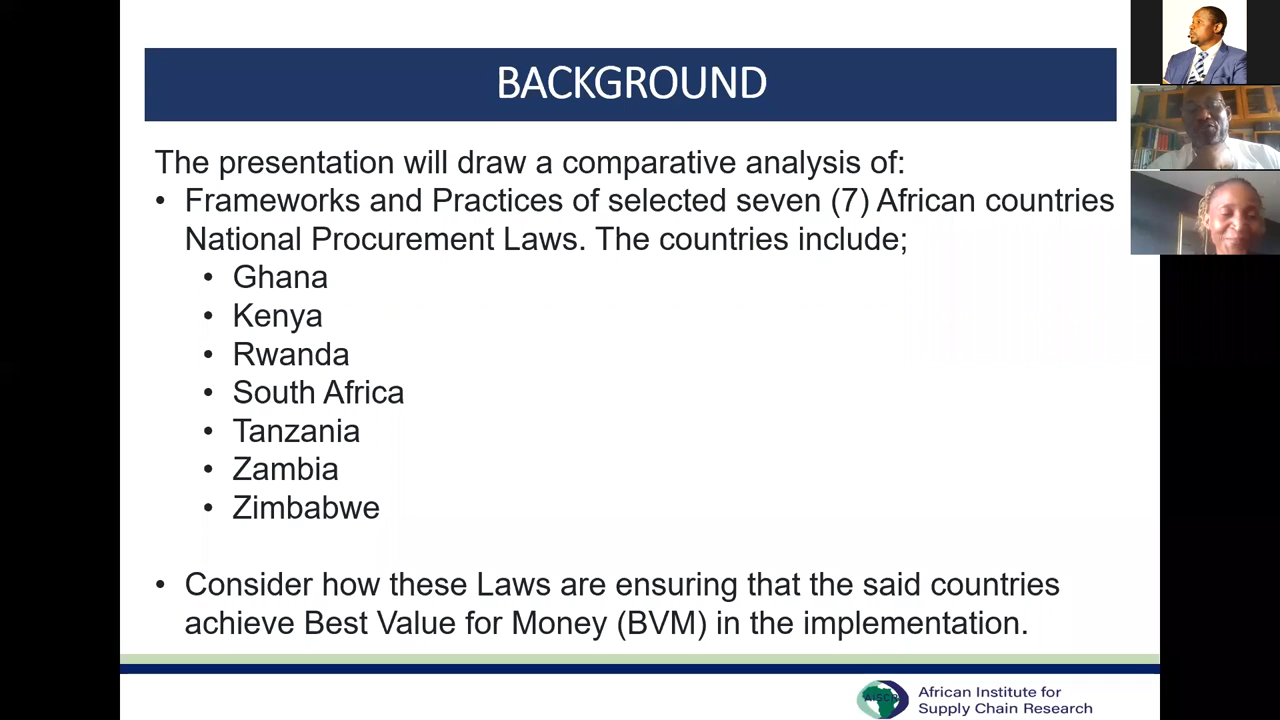 BACKGROUND
The presentation will draw a comparative analysis of:
• Frameworks and Practices of selected seven (7) African countries
National Procurement Laws. The countries include;
• Ghana
• Kenya
• Rwanda
• South Africa
• Tanzania
• Zambia
• Zimbabwe
• Consider how these Laws are ensuring that the said countries
achieve Best Value for Money (BVM) in the implementation.
AISCR
African Institute for
Supply Chain Research